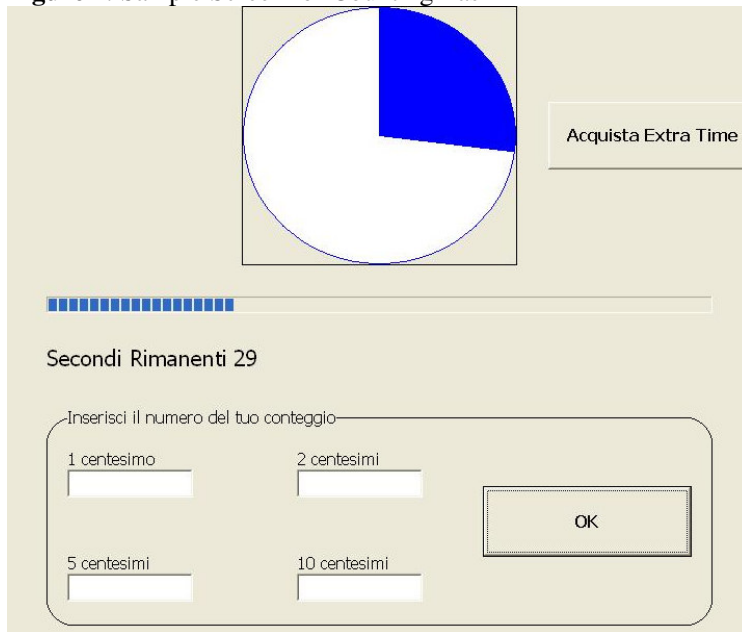 Acquista Extra Time
Secondi Rimanenti 29
Inserisci il numero del tuo conteggio
1 centesimo 2 centesimi
OK
5 centesimi 10 centesimi